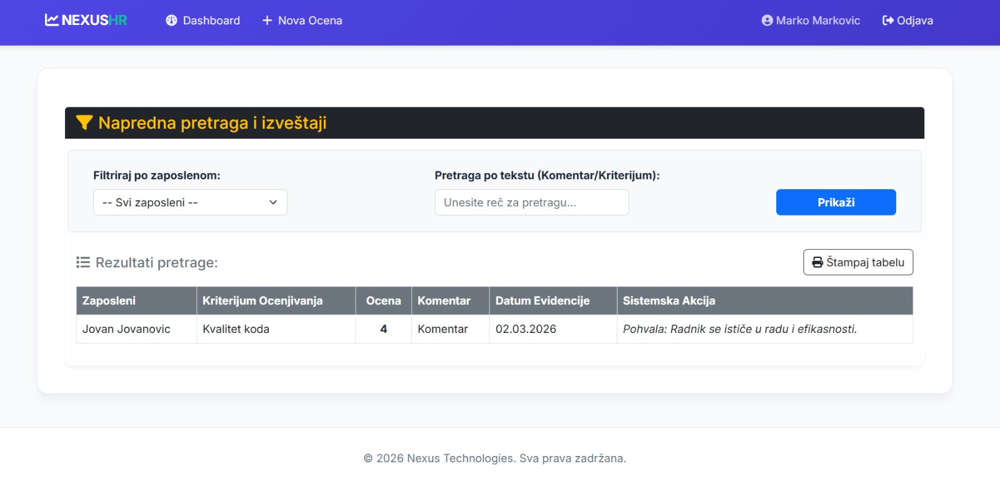 NEXUSHR Dashboard Nova Ocena Marko Markovic Odjava
Napredna pretraga i izveštaji
Filtriraj po zaposlenom: Pretraga po tekstu (Komentar/Kriterijum):
-- Svi zaposleni -- Unesite reč za pretragu... Prikaži
Rezultati pretrage: Štampaj tabelu
Zaposleni Kriterijum Ocenjivanja Ocena Komentar Datum Evidencije Sistemska Akcija
Jovan Jovanovic Kvalitet koda 4 Komentar 02.03.2026 Pohvala: Radnik se ističe u radu i efikasnosti.
© 2026 Nexus Technologies. Sva prava zadržana.